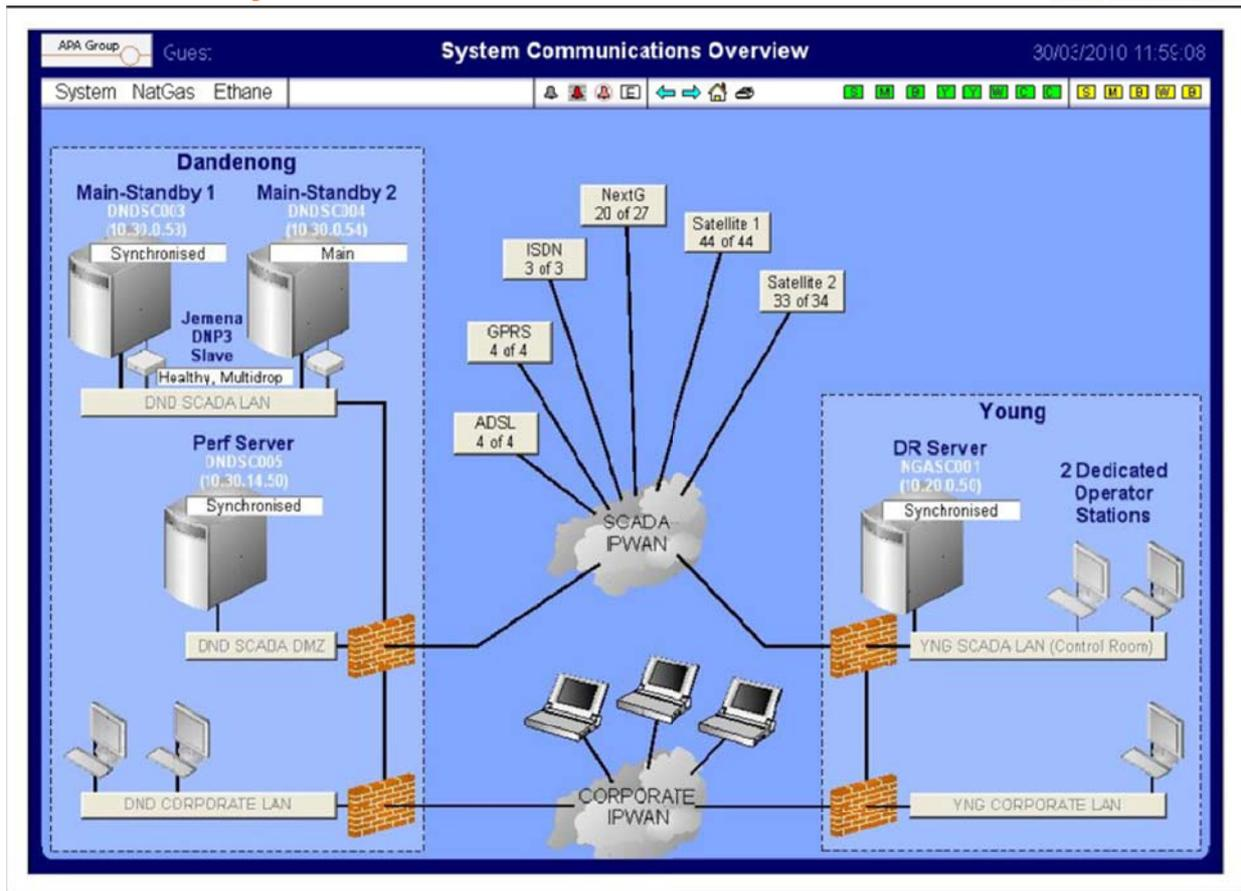 APA Group
Guest
System Communications Overview
30/03/2010 11:59:08
System NatGas Ethane
E
S M B Y Y W C C
S M B W B
Dandenong
Main-Standby 1
DNDSC003
(10.30.0.53)
Synchronised
Main-Standby 2
DNDSC004
(10.30.0.54)
Main
Jemena
DNP3
Slave
Healthy, Multidrop
DND SCADA LAN
Perf Server
DNDSC005
(10.30.14.50)
Synchronised
DND SCADA DMZ
DND CORPORATE LAN
ADSL
4 of 4
GPRS
4 of 4
ISDN
3 of 3
NextG
20 of 27
Satellite 1
44 of 44
Satellite 2
33 of 34
SCADA
IPWAN
CORPORATE
IPWAN
Young
DR Server
NGASC001
(10.20.0.50)
Synchronised
2 Dedicated
Operator
Stations
YNG SCADA LAN (Control Room)
YNG CORPORATE LAN